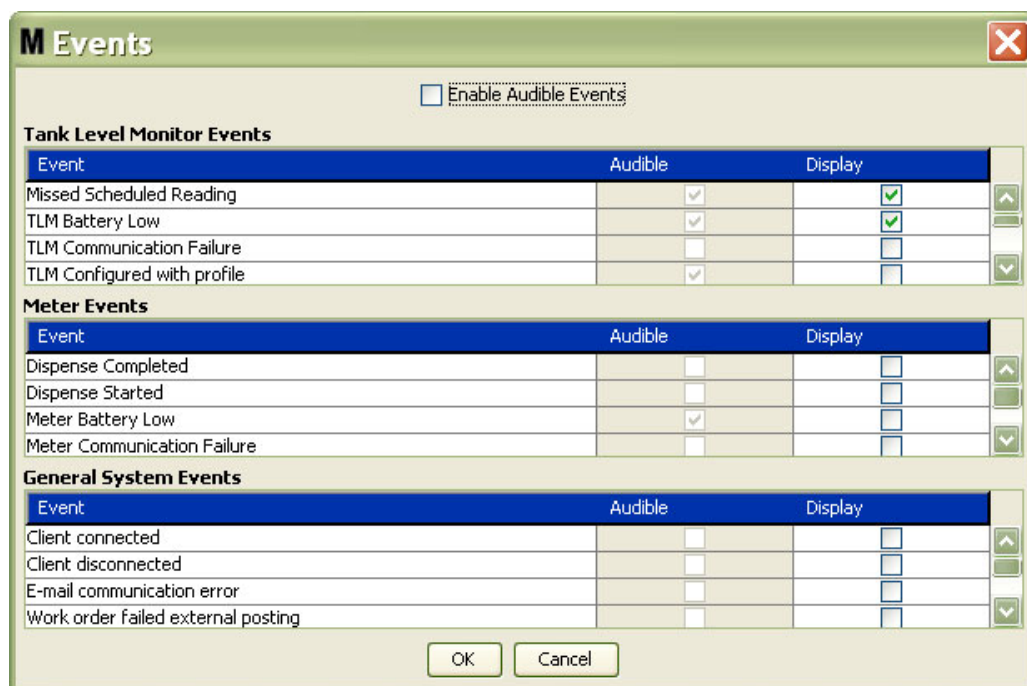 M Events
Enable Audible Events
Tank Level Monitor Events
Event Audible Display
Missed Scheduled Reading
TLM Battery Low
TLM Communication Failure
TLM Configured with profile
Meter Events
Event Audible Display
Dispense Completed
Dispense Started
Meter Battery Low
Meter Communication Failure
General System Events
Event Audible Display
Client connected
Client disconnected
E-mail communication error
Work order failed external posting
OK Cancel